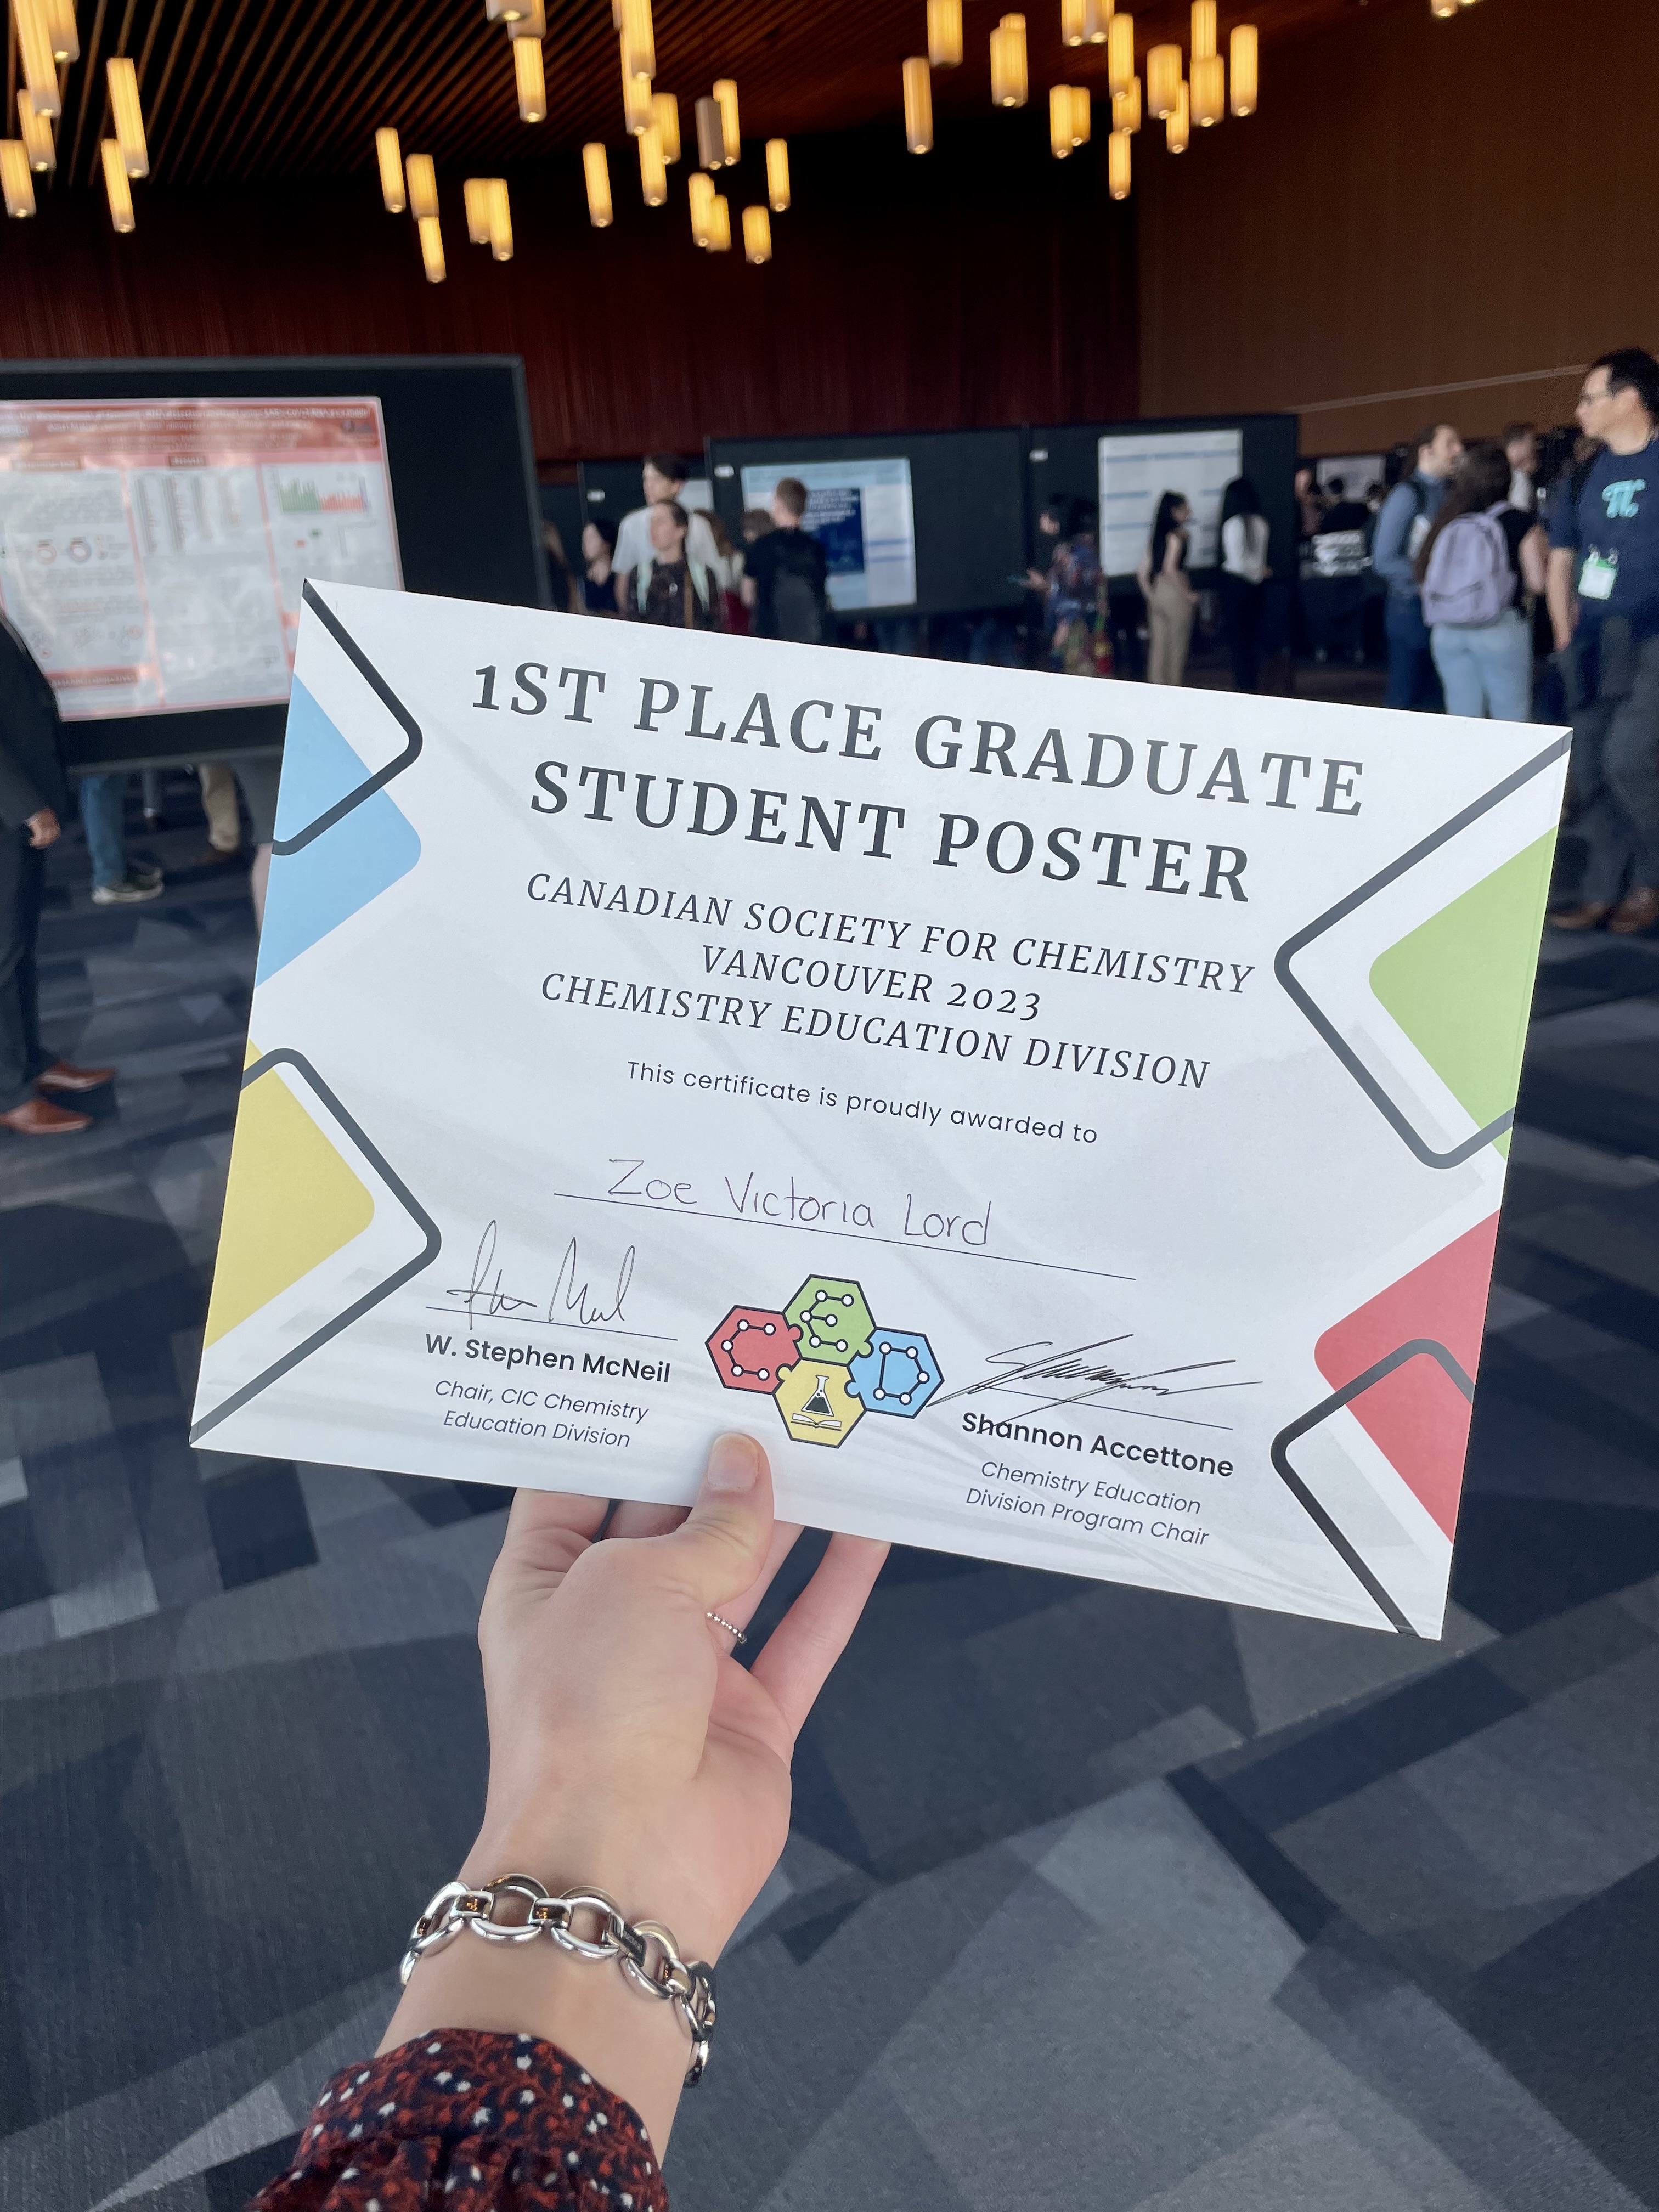 1ST PLACE GRADUATE
STUDENT POSTER
CANADIAN SOCIETY FOR CHEMISTRY
VANCOUVER 2023
CHEMISTRY EDUCATION DIVISION
This certificate is proudly awarded to
Zoe Victoria Lord
W. Stephen McNeil
Chair, CIC Chemistry
Education Division
C E D
Shannon Accettone
Chemistry Education
Division Program Chair